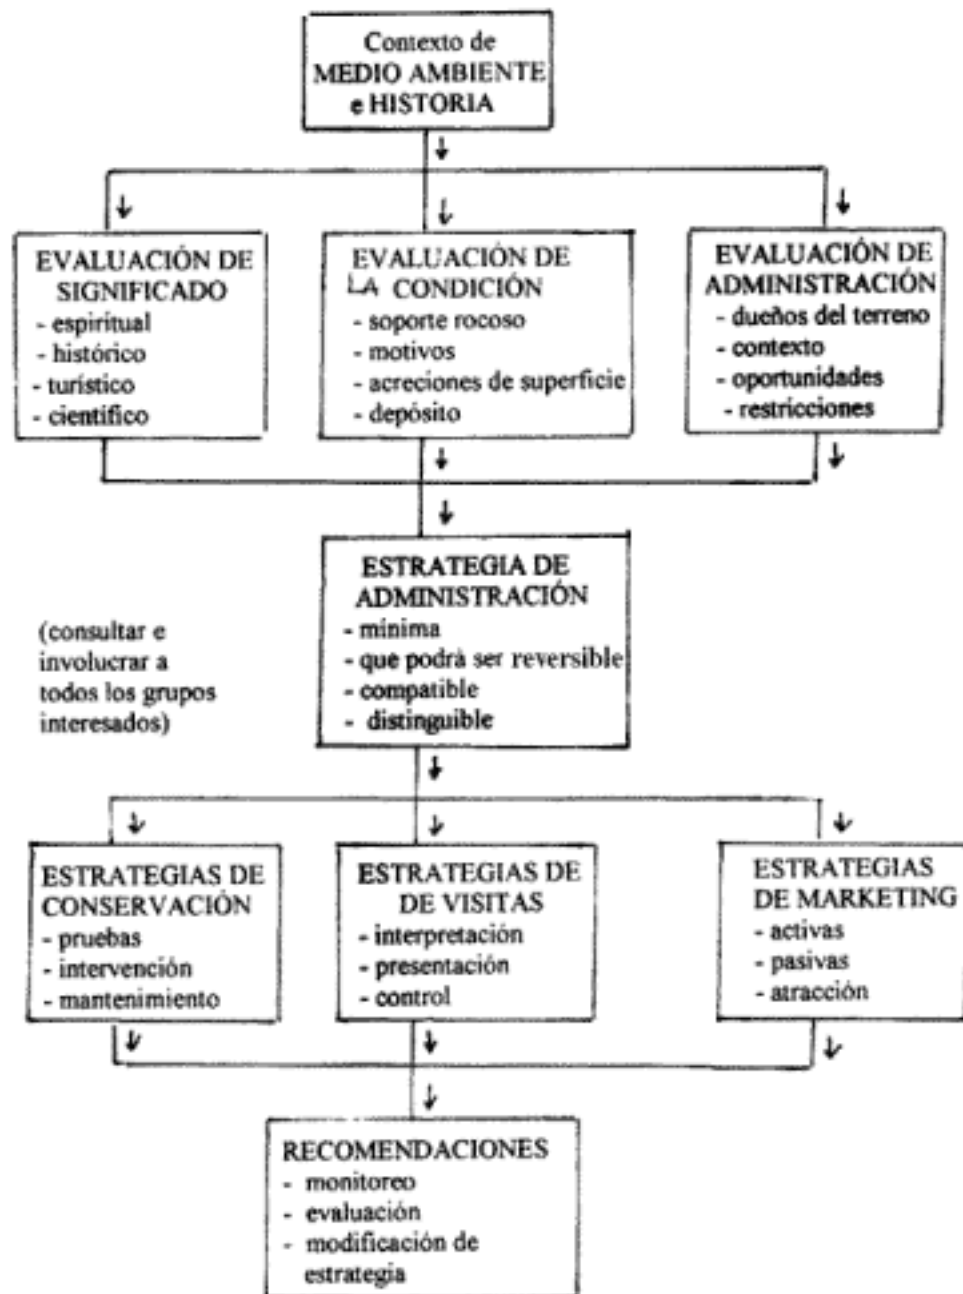 Contexto de
MEDIO AMBIENTE
e HISTORIA
EVALUACIÓN DE
SIGNIFICADO
- espiritual
- histórico
- turístico
- científico
EVALUACIÓN DE
LA CONDICIÓN
- soporte rocoso
- motivos
- acreciones de superficie
- depósito
EVALUACIÓN DE
ADMINISTRACIÓN
- dueños del terreno
- contexto
- oportunidades
- restricciones
ESTRATEGIA DE
ADMINISTRACIÓN
- mínima
- que podrà ser reversible
- compatible
- distinguible
(consultar e
involucrar a
todos los grupos
interesados)
ESTRATEGIAS DE
CONSERVACIÓN
- pruebas
- intervención
- mantenimiento
ESTRATEGIAS DE
DE VISITAS
- interpretación
- presentación
- control
ESTRATEGIAS
DE MARKETING
- activas
- pasivas
- atracción
RECOMENDACIONES
- monitoreo
- evaluación
- modificación de
estrategia